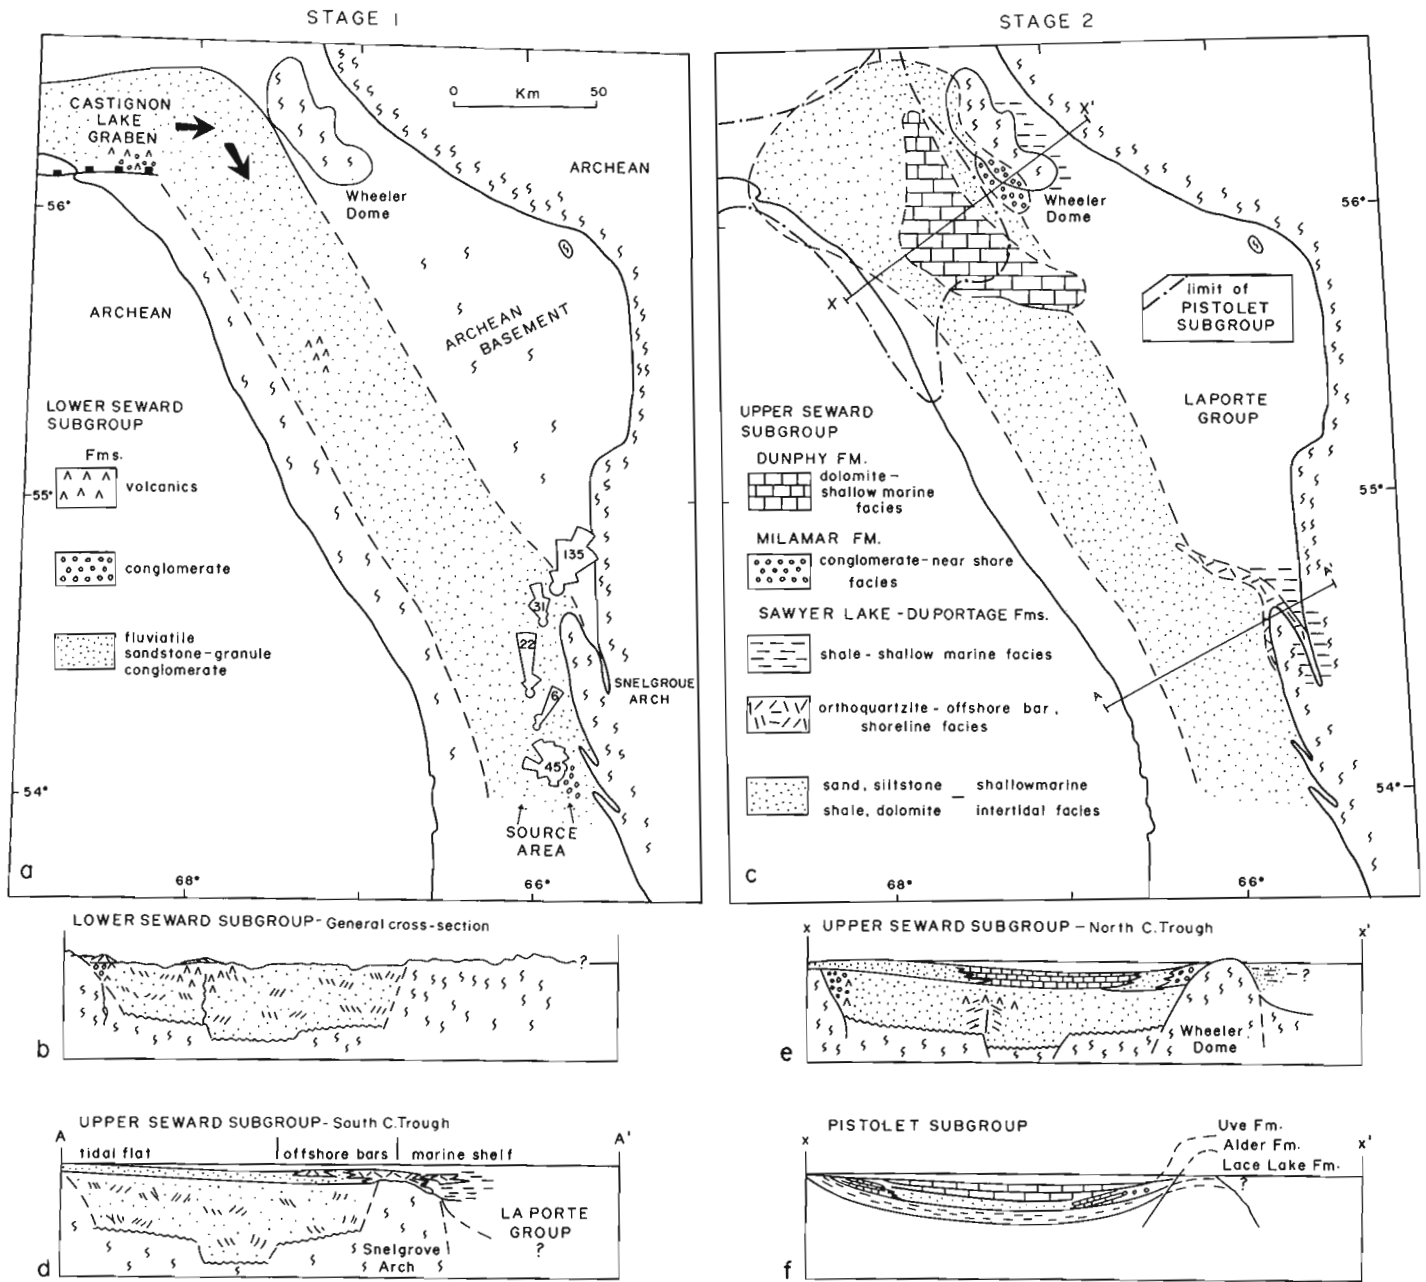 STAGE 1
CASTIGNON
LAKE
GRABEN
0 Km 50
ARCHEAN
Wheeler
Dome
56°
ARCHEAN
ARCHEAN
BASEMENT
LOWER SEWARD
SUBGROUP
Fms.
volcanics
55°
conglomerate
fluviatile
sandstone-granule
conglomerate
135
31
22
6
45
SNELGROUE
ARCH
54°
SOURCE
AREA
a
68°
66°
STAGE 2
X'
Wheeler
Dome
56°
X
limit of
PISTOLET
SUBGROUP
LAPORTE
GROUP
UPPER SEWARD
SUBGROUP
DUNPHY FM.
dolomite-
shallow marine
facies
55°
MILAMAR FM.
conglomerate-near shore
facies
SAWYER LAKE-DUPORTAGE Fms.
shale-shallow marine facies
A'
A
orthoquartzite-offshore bar,
shoreline facies
sand, siltstone — shallowmarine
shale, dolomite intertidal facies
54°
c
68°
66°
LOWER SEWARD SUBGROUP-General cross-section
?
b
x UPPER SEWARD SUBGROUP-North C.Trough x'
?
Wheeler
Dome
e
UPPER SEWARD SUBGROUP-South C.Trough
A A'
tidal flat offshore bars marine shelf
LA PORTE
GROUP
?
Snelgrove
Arch
d
PISTOLET SUBGROUP
x x'
Uve Fm.
Alder Fm.
Lace Lake Fm.
?
f